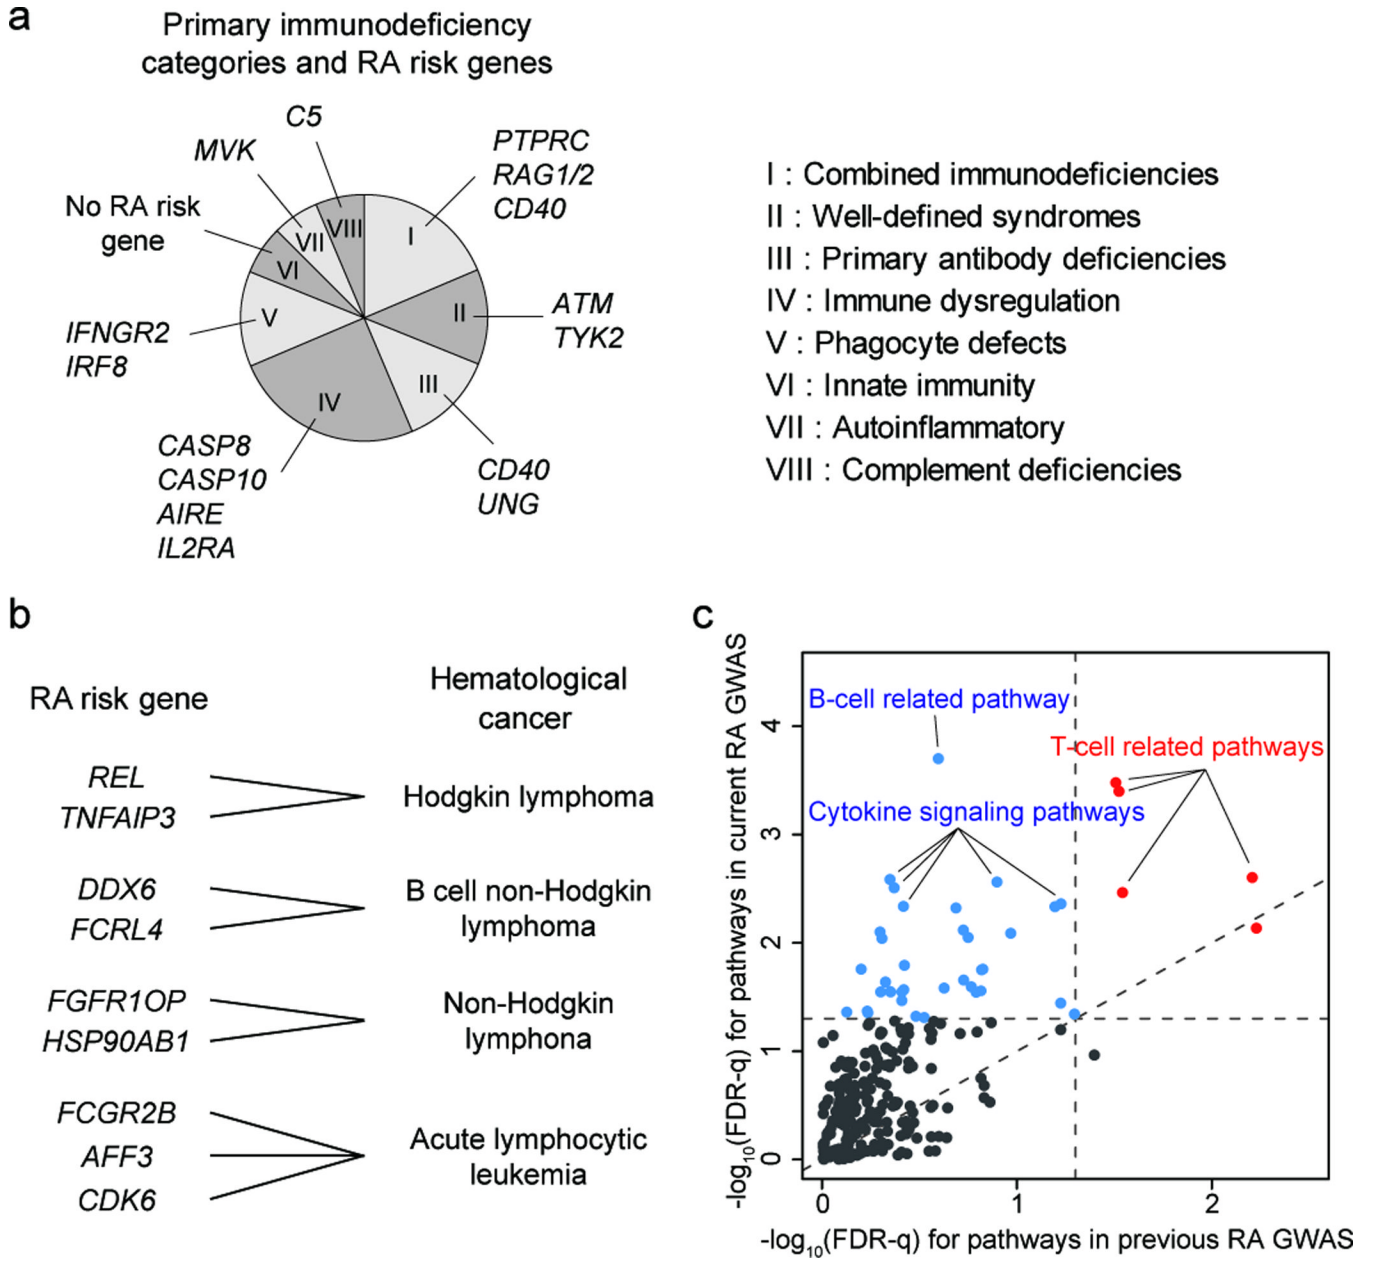 a
Primary immunodeficiency
categories and RA risk genes
C5
MVK
PTPRC
RAG1/2
CD40
No RA risk
gene
VIII
I
VII
VI
II
ATM
TYK2
V
IFNGR2
IRF8
III
IV
CASP8
CASP10
AIRE
IL2RA
CD40
UNG
I : Combined immunodeficiencies
II : Well-defined syndromes
III : Primary antibody deficiencies
IV : Immune dysregulation
V : Phagocyte defects
VI : Innate immunity
VII : Autoinflammatory
VIII : Complement deficiencies
b
RA risk gene
Hematological
cancer
REL
TNFAIP3
Hodgkin lymphoma
DDX6
FCRL4
B cell non-Hodgkin
lymphoma
FGFR1OP
HSP90AB1
Non-Hodgkin
lymphona
FCGR2B
AFF3
CDK6
Acute lymphocytic
leukemia
c
-log10(FDR-q) for pathways in current RA GWAS
4
3
2
1
0
B-cell related pathway
T-cell related pathways
Cytokine signaling pathways
0
1
2
-log10(FDR-q) for pathways in previous RA GWAS